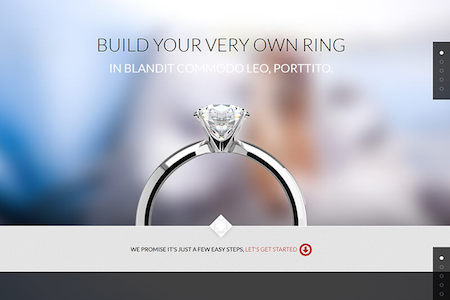 BUILD YOUR VERY OWN RING
IN BLANDIT COMMODO LEO, PORTTITO.
WE PROMISE IT'S JUST A FEW EASY STEPS, LET'S GET STARTED